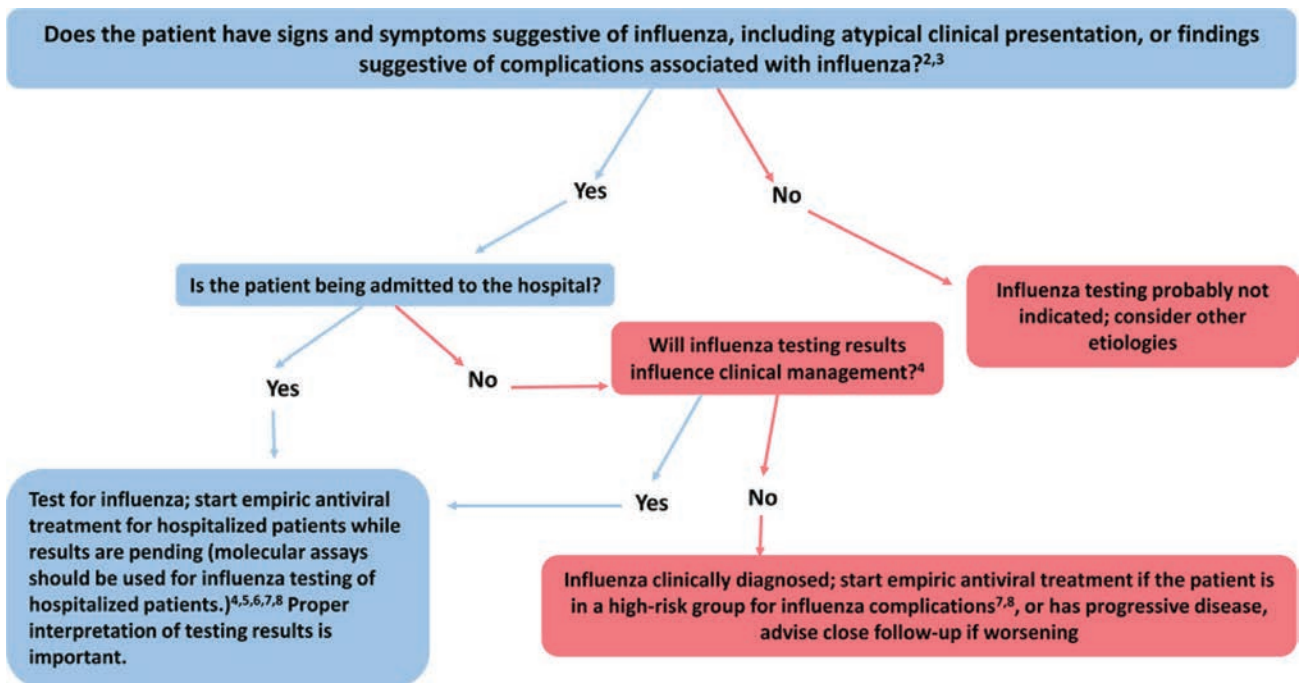 Does the patient have signs and symptoms suggestive of influenza, including atypical clinical presentation, or findings
suggestive of complications associated with influenza?2,3
Yes
No
Is the patient being admitted to the hospital?
Influenza testing probably not
indicated; consider other
etiologies
Will influenza testing results
influence clinical management?4
Yes
No
Test for influenza; start empiric antiviral
treatment for hospitalized patients while
results are pending (molecular assays
should be used for influenza testing of
hospitalized patients.)4,5,6,7,8 Proper
interpretation of testing results is
important.
Yes
No
Influenza clinically diagnosed; start empiric antiviral treatment if the patient is
in a high-risk group for influenza complications7,8, or has progressive disease,
advise close follow-up if worsening